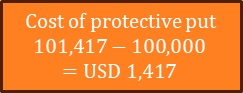 Cost of protective put
101,417 − 100,000
= USD 1,417